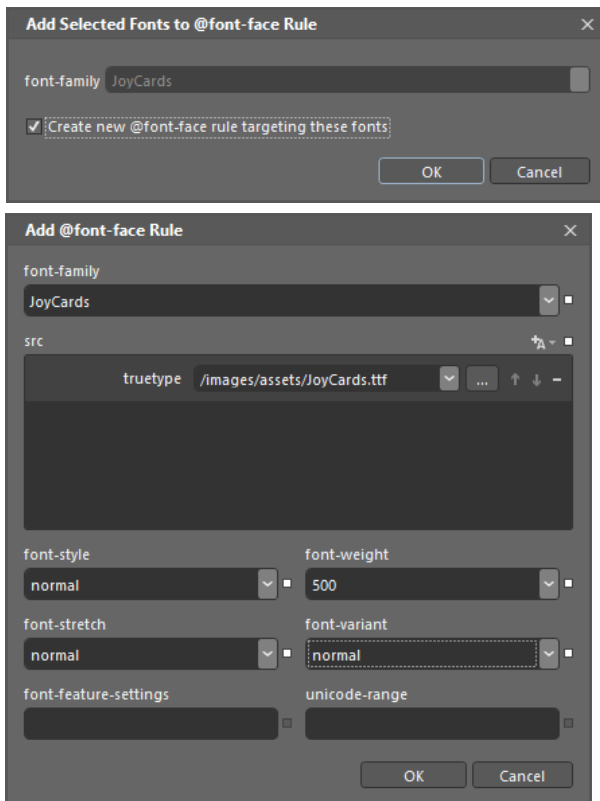 Add Selected Fonts to @font-face Rule
font-family JoyCards
Create new @font-face rule targeting these fonts
OK Cancel
Add @font-face Rule
font-family
JoyCards
src
truetype /images/assets/JoyCards.ttf ...
font-style font-weight
normal 500
font-stretch font-variant
normal normal
font-feature-settings unicode-range
OK Cancel